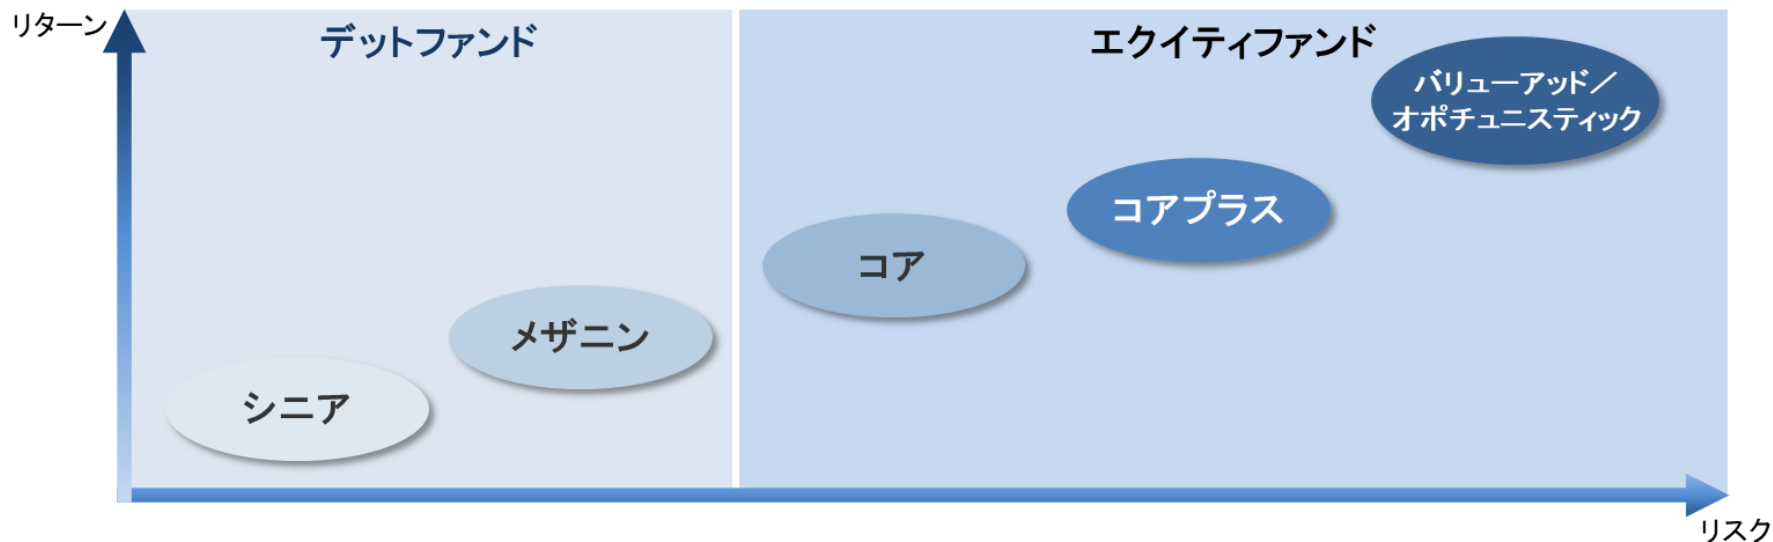 リターン
デットファンド
エクイティファンド
バリューアッド／
オポチュニスティック
コアプラス
コア
メザニン
シニア
リスク